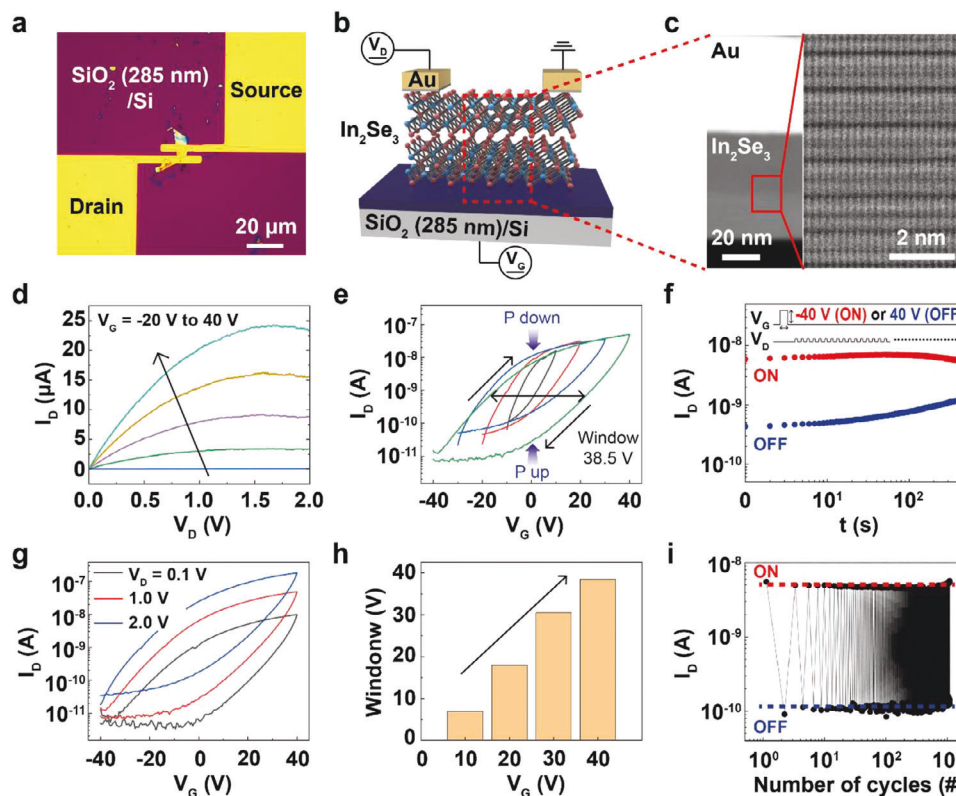 a
SiO2 (285 nm)
/Si
Source
Drain
20 μm
b
VD
Au
In2Se3
SiO2 (285 nm)/Si
VG
c
Au
In2Se3
20 nm
2 nm
d
VG = -20 V to 40 V
ID (μA)
25
20
15
10
5
0
0.0 0.5 1.0 1.5 2.0
VD (V)
e
P down
Window
38.5 V
P up
ID (A)
10-7
10-8
10-9
10-10
10-11
-40 -20 0 20 40
VG (V)
f
VG -40 V (ON) or 40 V (OFF
VD
ON
OFF
ID (A)
10-8
10-9
10-10
100 101 102
t (s)
g
VD = 0.1 V
1.0 V
2.0 V
ID (A)
10-7
10-8
10-9
10-10
10-11
-40 -20 0 20 40
VG (V)
h
Windonw (V)
40
30
20
10
0
0 10 20 30 40 50
VG (V)
i
ON
OFF
ID (A)
10-8
10-9
10-10
100 101 102 10
Number of cycles (#